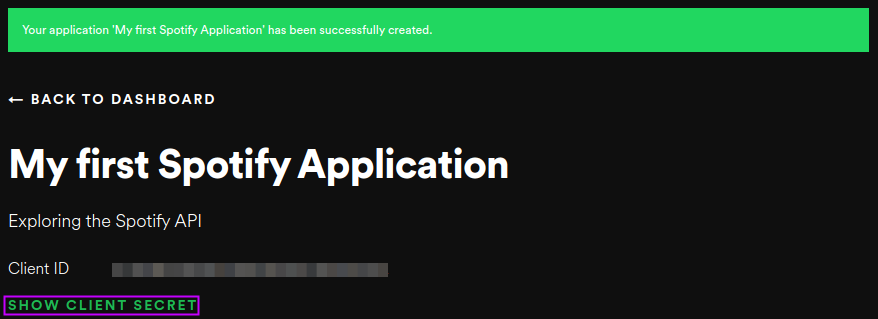 Your application 'My first Spotify Application' has been successfully created.
← BACK TO DASHBOARD
My first Spotify Application
Exploring the Spotify API
Client ID
SHOW CLIENT SECRET